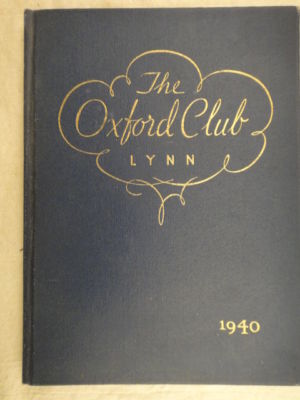 The
Oxford Club
LYNN
1940